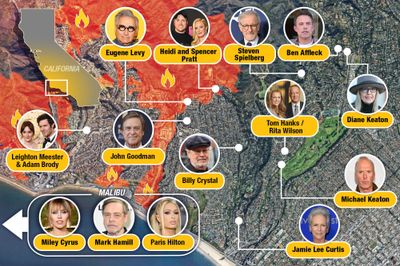 CALIFORNIA
Eugene Levy
Heidi and Spencer
Pratt
Steven
Spielberg
Ben Affleck
Leighton Meester
& Adam Brody
John Goodman
Billy Crystal
Tom Hanks /
Rita Wilson
Diane Keaton
MALIBU
Michael Keaton
Miley Cyrus
Mark Hamill
Paris Hilton
Jamie Lee Curtis